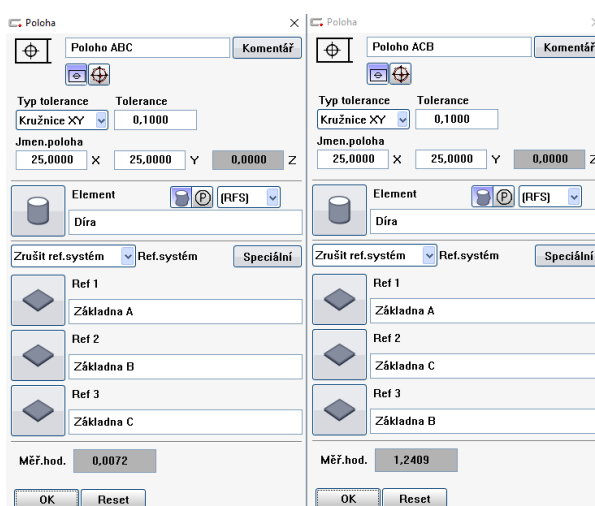 Poloha
Poloho ABC
Komentář
Typ tolerance Tolerance
Kružnice XY 0,1000
Jmen.poloha
25,0000 X 25,0000 Y 0,0000 Z
Element P (RFS)
Díra
Zrušit ref.systém Ref.systém Speciální
Ref 1
Základna A
Ref 2
Základna B
Ref 3
Základna C
Měř.hod. 0,0072
OK Reset
Poloha
Poloho ACB
Komentář
Typ tolerance Tolerance
Kružnice XY 0,1000
Jmen.poloha
25,0000 X 25,0000 Y 0,0000 Z
Element P (RFS)
Díra
Zrušit ref.systém Ref.systém Speciální
Ref 1
Základna A
Ref 2
Základna C
Ref 3
Základna B
Měř.hod. 1,2409
OK Reset